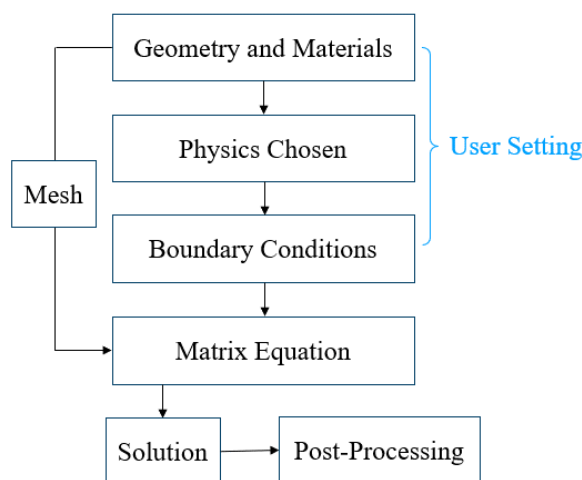 Geometry and Materials
Physics Chosen
User Setting
Mesh
Boundary Conditions
Matrix Equation
Solution
Post-Processing